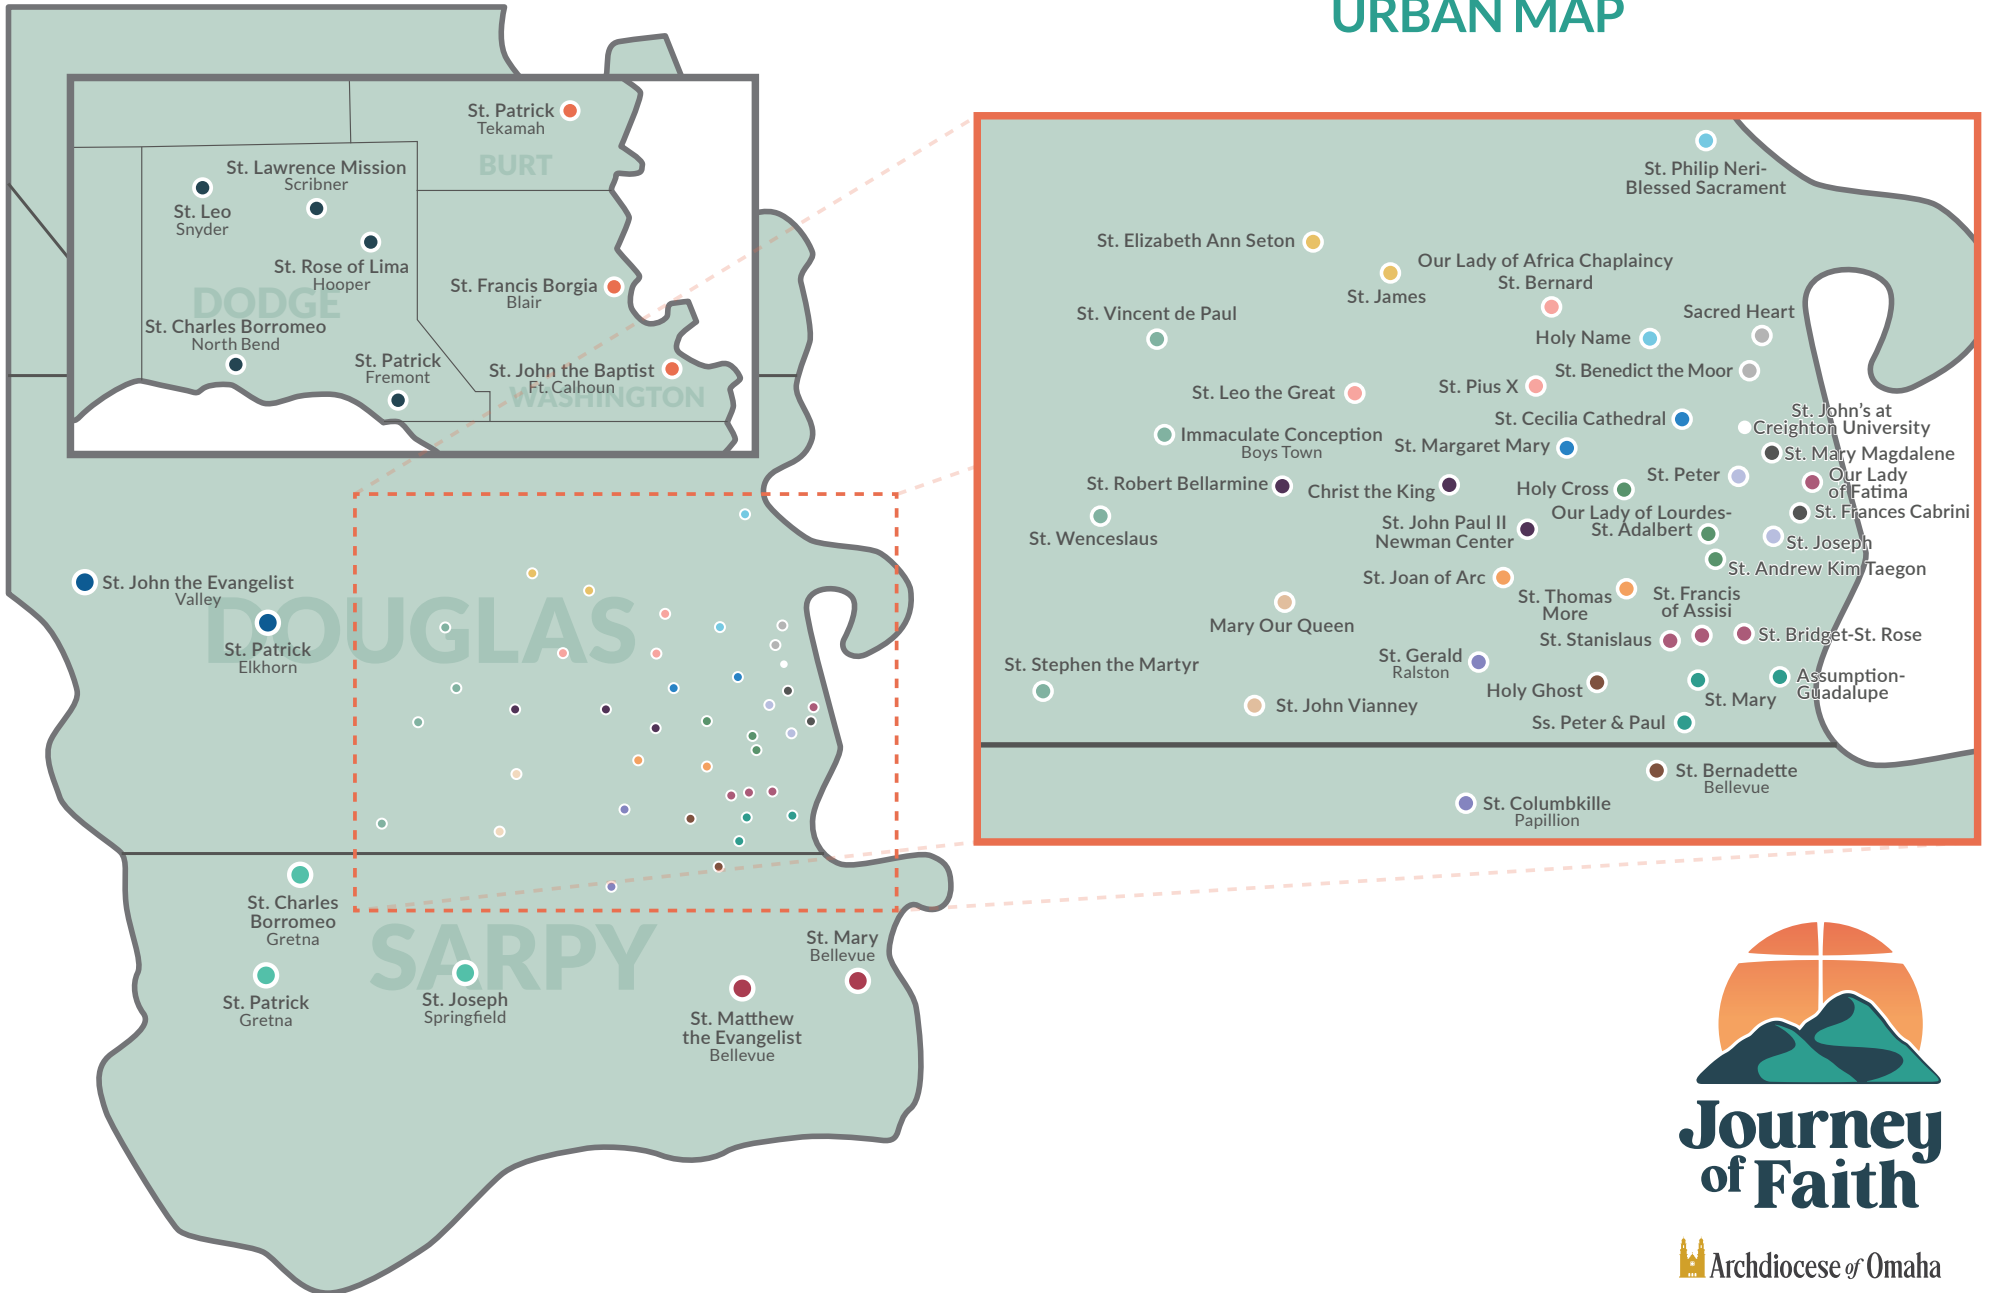 URBAN MAP
St. Patrick
Tekamah
BURT
St. Lawrence Mission
Scribner
St. Leo
Snyder
St. Rose of Lima
Hooper
DODGE
St. Francis Borgia
Blair
St. Charles Borromeo
North Bend
St. Patrick
Fremont
St. John the Baptist
Ft. Calhoun
WASHINGTON
St. John the Evangelist
Valley
DOUGLAS
St. Patrick
Elkhorn
St. Charles
Borromeo
Gretna
SARPY
St. Patrick
Gretna
St. Joseph
Springfield
St. Mary
Bellevue
St. Matthew
the Evangelist
Bellevue
St. Philip Neri-
Blessed Sacrament
St. Elizabeth Ann Seton
Our Lady of Africa Chaplaincy
St. James
St. Bernard
St. Vincent de Paul
Sacred Heart
Holy Name
St. Benedict the Moor
St. Leo the Great
St. Pius X
St. Cecilia Cathedral
St. John's at
Creighton University
Immaculate Conception
Boys Town
St. Margaret Mary
St. Mary Magdalene
St. Peter
Our Lady
of Fatima
St. Robert Bellarmine
Christ the King
Holy Cross
St. Frances Cabrini
Our Lady of Lourdes-
St. Adalbert
St. John Paul II
Newman Center
St. Wenceslaus
St. Joseph
St. Andrew Kim Taegon
St. Joan of Arc
St. Thomas
More
St. Francis
of Assisi
Mary Our Queen
St. Stanislaus
St. Bridget-St. Rose
St. Stephen the Martyr
St. Gerald
Ralston
Holy Ghost
Assumption-
Guadalupe
St. Mary
St. John Vianney
Ss. Peter & Paul
St. Bernadette
Bellevue
St. Columbkille
Papillion
Journey
of Faith
Archdiocese of Omaha